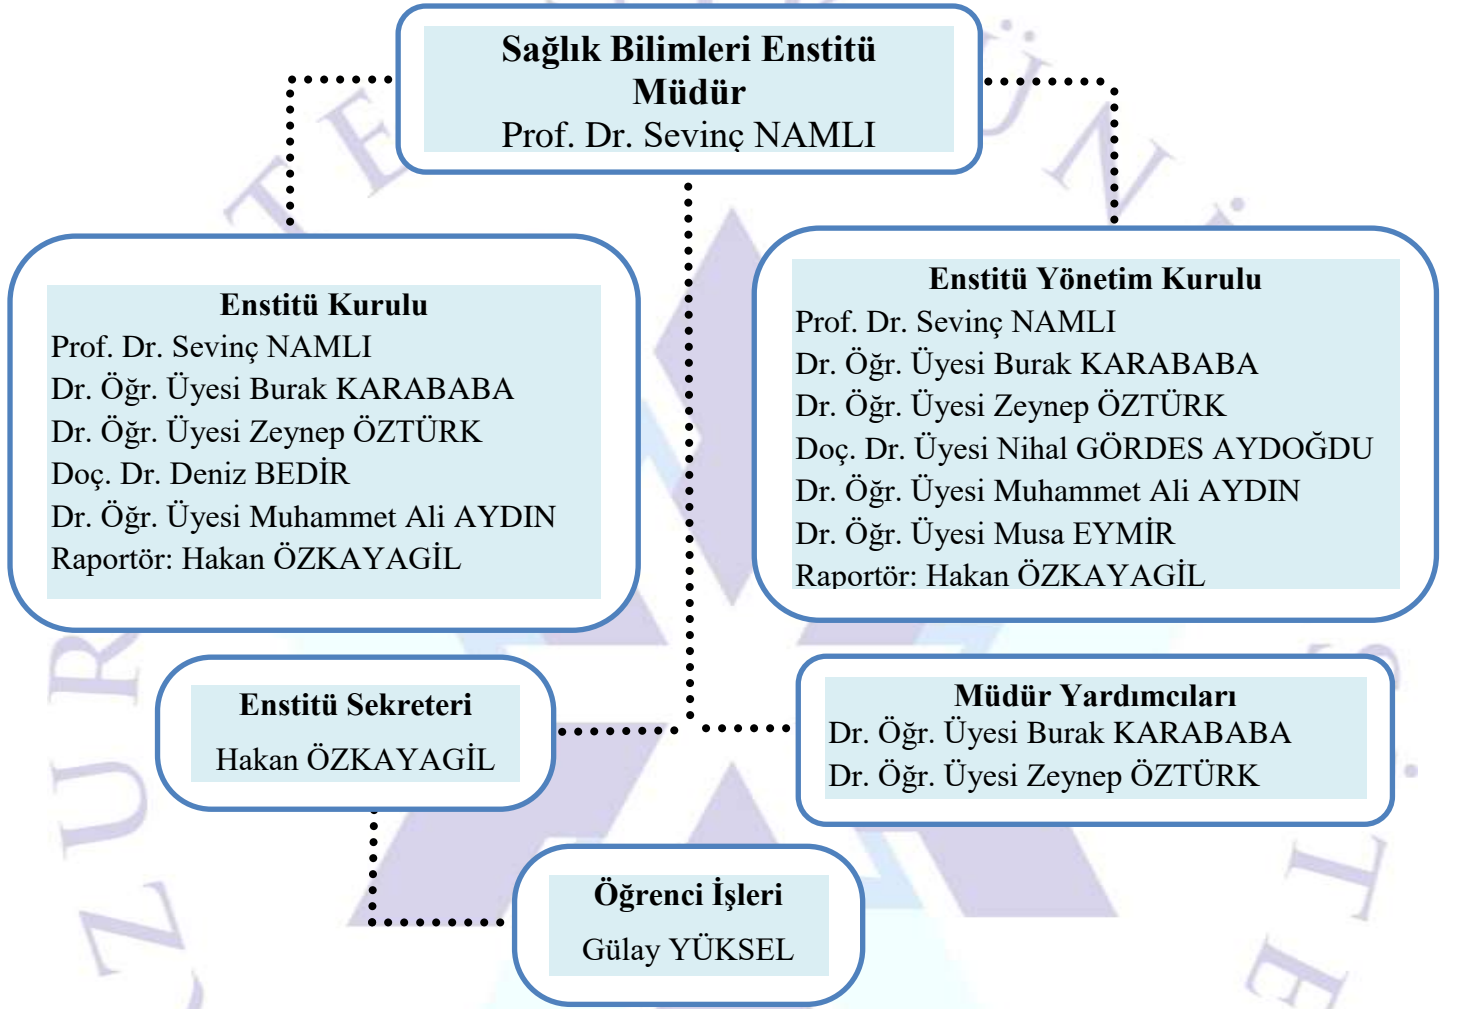 Sağlık Bilimleri Enstitü
Müdür
Prof. Dr. Sevinç NAMLI
Enstitü Kurulu
Prof. Dr. Sevinç NAMLI
Dr. Öğr. Üyesi Burak KARABABA
Dr. Öğr. Üyesi Zeynep ÖZTÜRK
Doç. Dr. Deniz BEDİR
Dr. Öğr. Üyesi Muhammet Ali AYDIN
Raportör: Hakan ÖZKAYAGİL
Enstitü Yönetim Kurulu
Prof. Dr. Sevinç NAMLI
Dr. Öğr. Üyesi Burak KARABABA
Dr. Öğr. Üyesi Zeynep ÖZTÜRK
Doç. Dr. Üyesi Nihal GÖRDES AYDOĞDU
Dr. Öğr. Üyesi Muhammet Ali AYDIN
Dr. Öğr. Üyesi Musa EYMİR
Raportör: Hakan ÖZKAYAGİL
Enstitü Sekreteri
Hakan ÖZKAYAGİL
Müdür Yardımcıları
Dr. Öğr. Üyesi Burak KARABABA
Dr. Öğr. Üyesi Zeynep ÖZTÜRK
Öğrenci İşleri
Gülay YÜKSEL